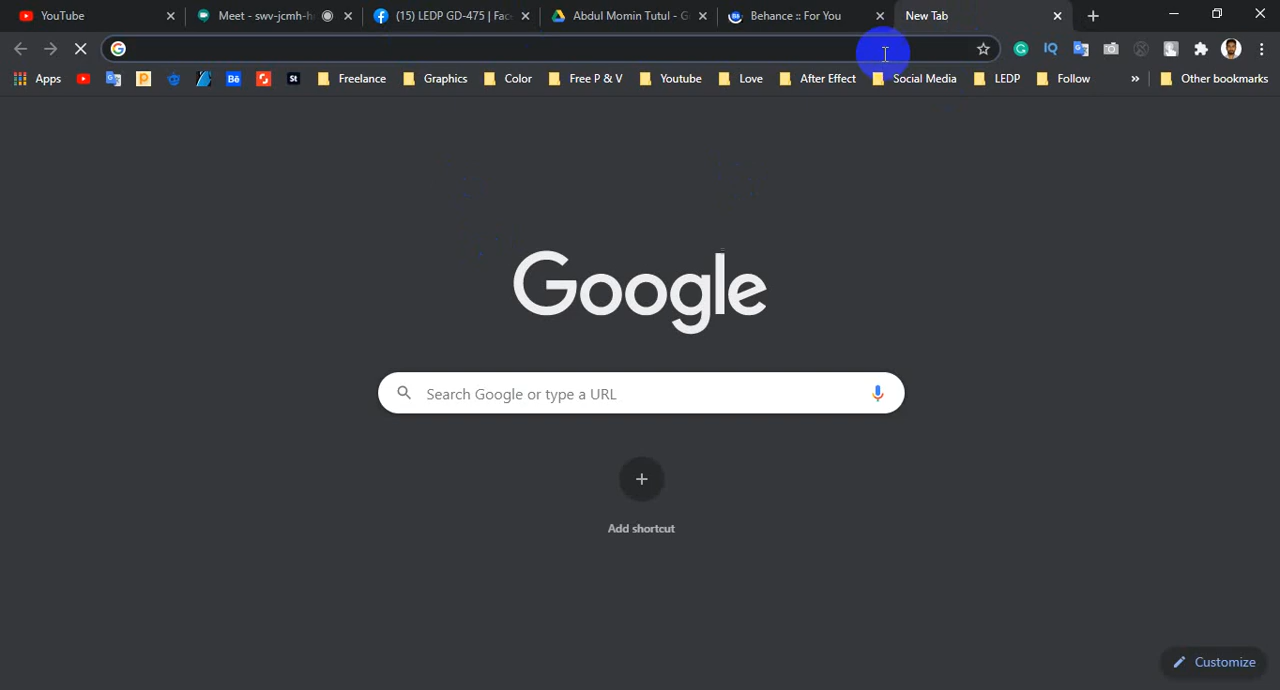 YouTube Meet - swv-jcmh-h (15) LEDP GD-475 | Fac Abdul Momin Tutul - G Behance :: For You New Tab
Apps Bē St Freelance Graphics Color Free P & V Youtube Love After Effect Social Media LEDP Follow » Other bookmarks
Google
Search Google or type a URL
Add shortcut
Customize